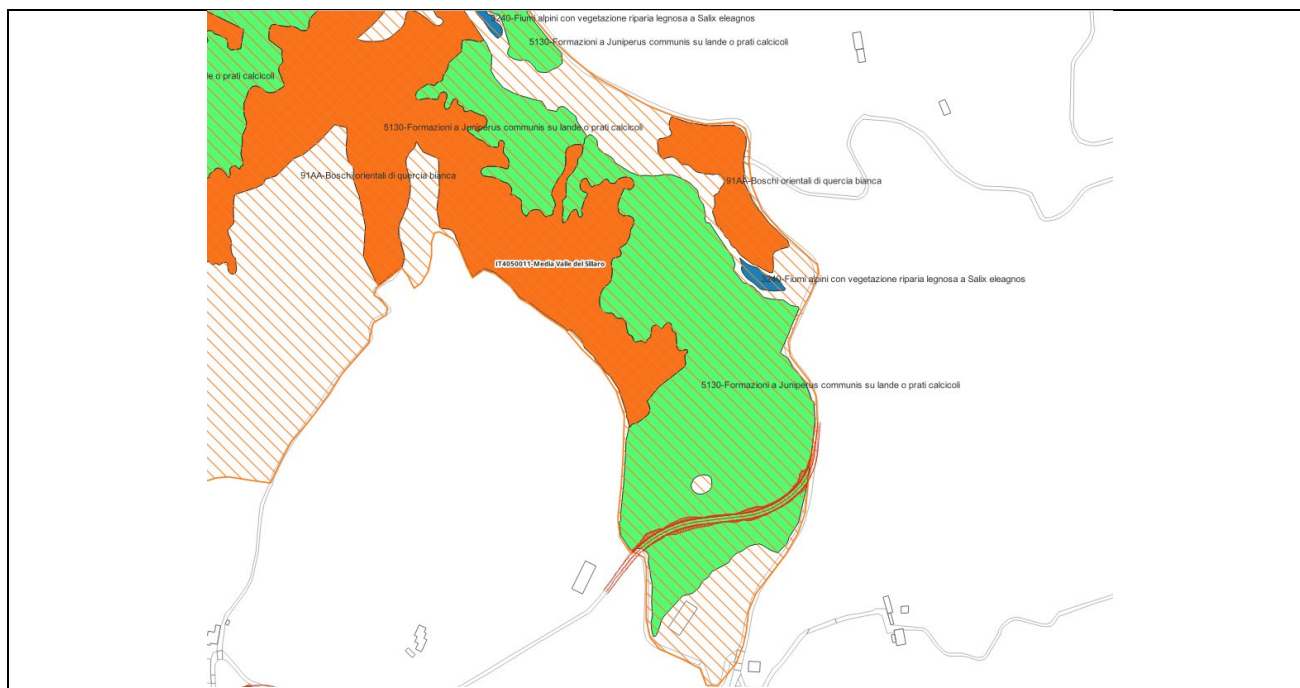 3240-Fiumi alpini con vegetazione riparia legnosa a Salix eleagnos
5130-Formazioni a Juniperus communis su lande o prati calcicoli
de o prati calcicoli
5130-Formazioni a Juniperus communis su lande o prati calcicoli
91AA-Boschi orientali di quercia bianca
91AA-Boschi orientali di quercia bianca
IT4050011-Media Valle del Sillaro
3240-Fiumi alpini con vegetazione riparia legnosa a Salix eleagnos
5130-Formazioni a Juniperus communis su lande o prati calcicoli